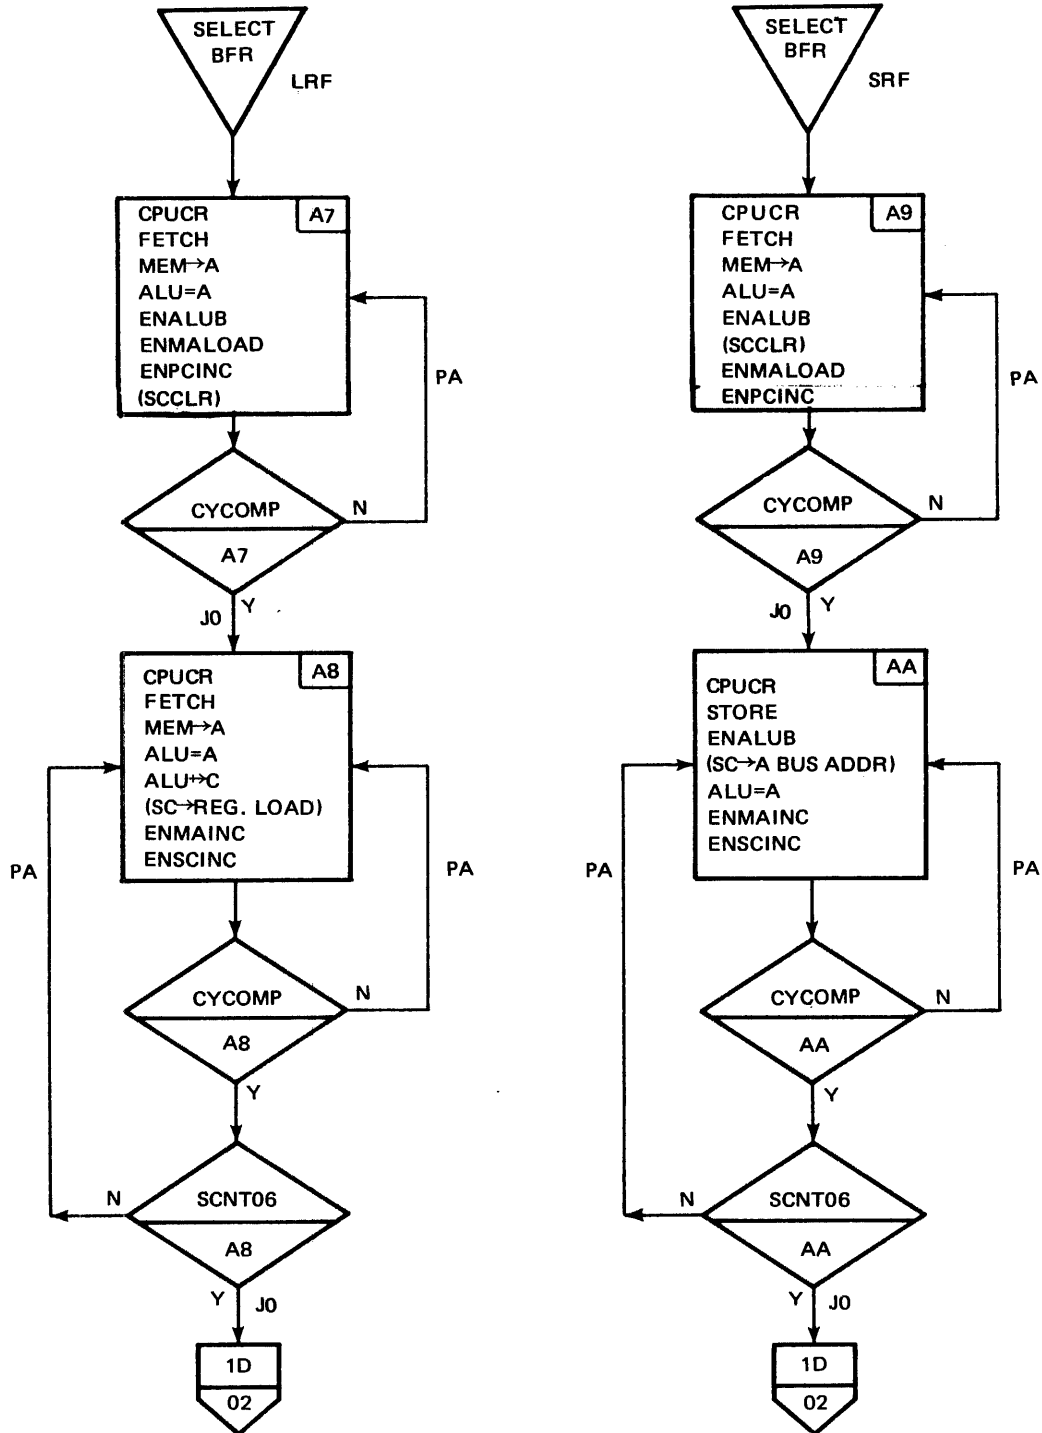 SELECT
BFR
LRF
CPUCR
A7
FETCH
MEM→A
ALU=A
ENALUB
ENMALOAD
ENPCINC
(SCCLR)
PA
CYCOMP
N
A7
Y
J0
CPUCR
A8
FETCH
MEM→A
ALU=A
ALU↦C
(SC→REG. LOAD)
ENMAINC
ENSCINC
PA
PA
CYCOMP
N
A8
Y
SCNT06
N
A8
Y
J0
1D
02
SELECT
BFR
SRF
CPUCR
A9
FETCH
MEM→A
ALU=A
ENALUB
(SCCLR)
ENMALOAD
ENPCINC
PA
CYCOMP
N
A9
Y
J0
CPUCR
AA
STORE
ENALUB
(SC→A BUS ADDR)
ALU=A
ENMAINC
ENSCINC
PA
PA
CYCOMP
N
AA
Y
SCNT06
N
AA
Y
J0
1D
02